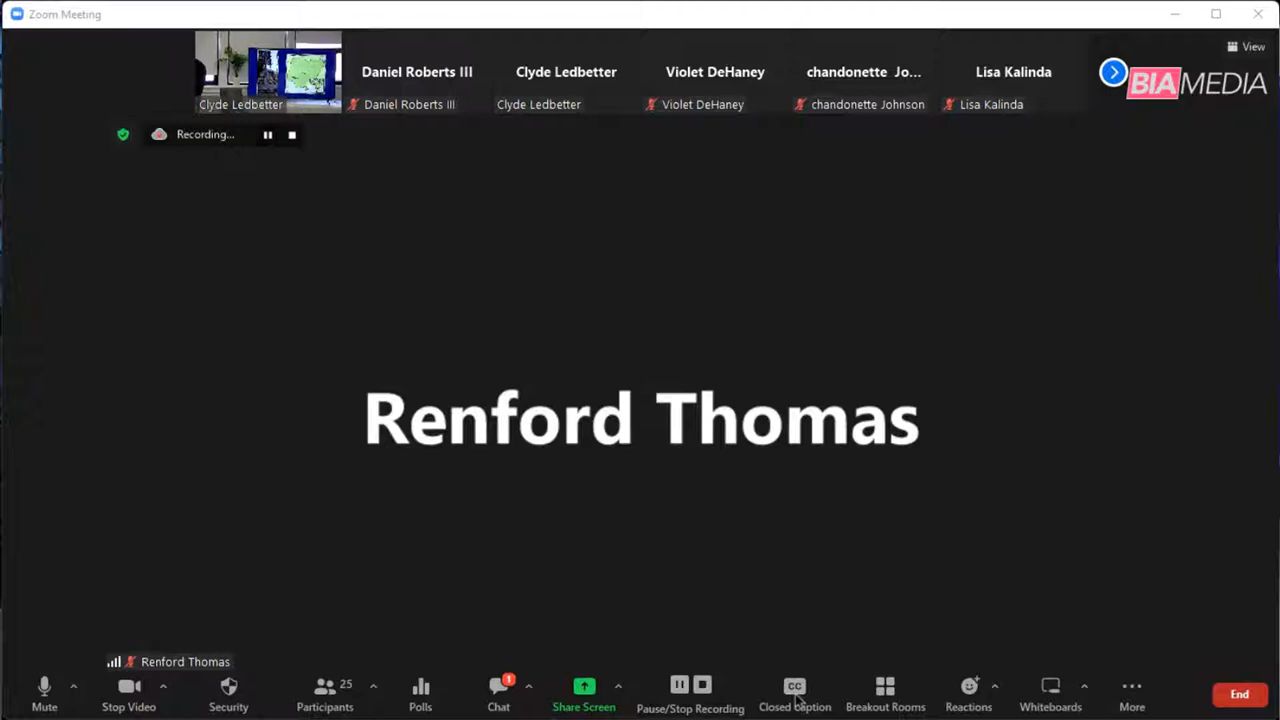 Zoom Meeting
View
Daniel Roberts III
Clyde Ledbetter
Violet DeHaney
chandonette Jo...
Lisa Kalinda
BIAMEDIA
Clyde Ledbetter
Daniel Roberts III
Clyde Ledbetter
Violet DeHaney
chandonette Johnson
Lisa Kalinda
Recording...
Renford Thomas
Renford Thomas
Mute
Stop Video
Security
Participants
25
Polls
Chat
1
Share Screen
Pause/Stop Recording
CC
Closed Caption
Breakout Rooms
Reactions
Whiteboards
More
End